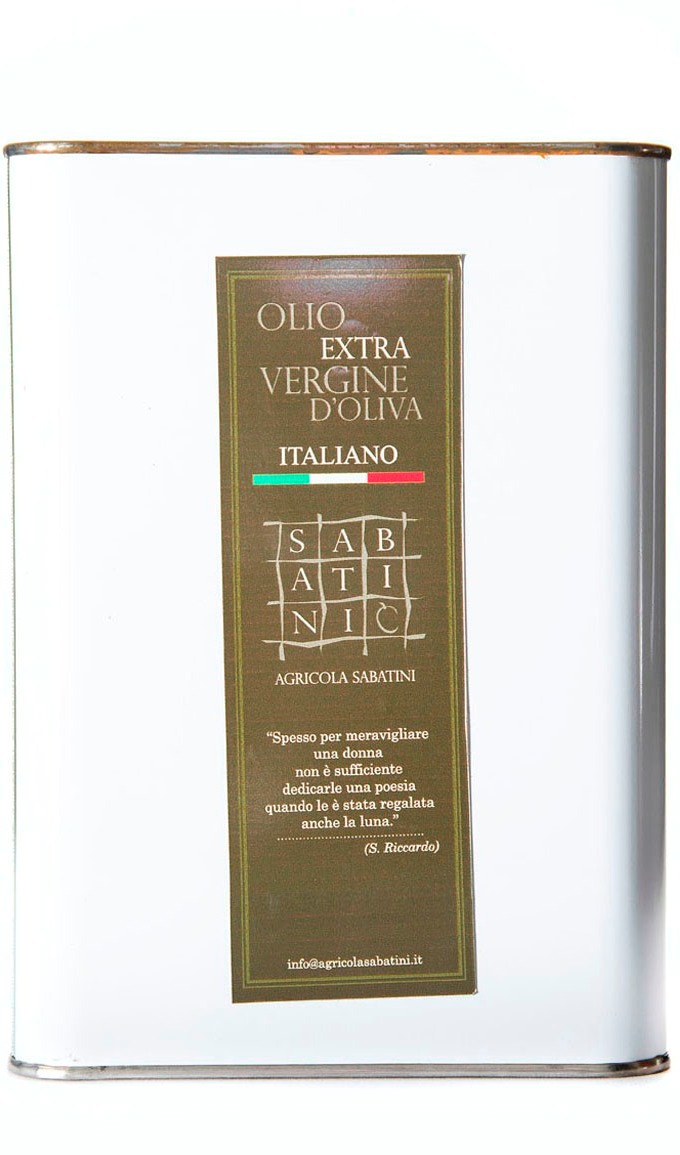 OLIO
EXTRA
VERGINE
D'OLIVA
ITALIANO
SAB
ATI
NIC
AGRICOLA SABATINI
“Spesso per meravigliare
una donna
non è sufficiente
dedicarle una poesia
quando le è stata regalata
anche la luna.”
(S. Riccardo)
info@agricolasabatini.it